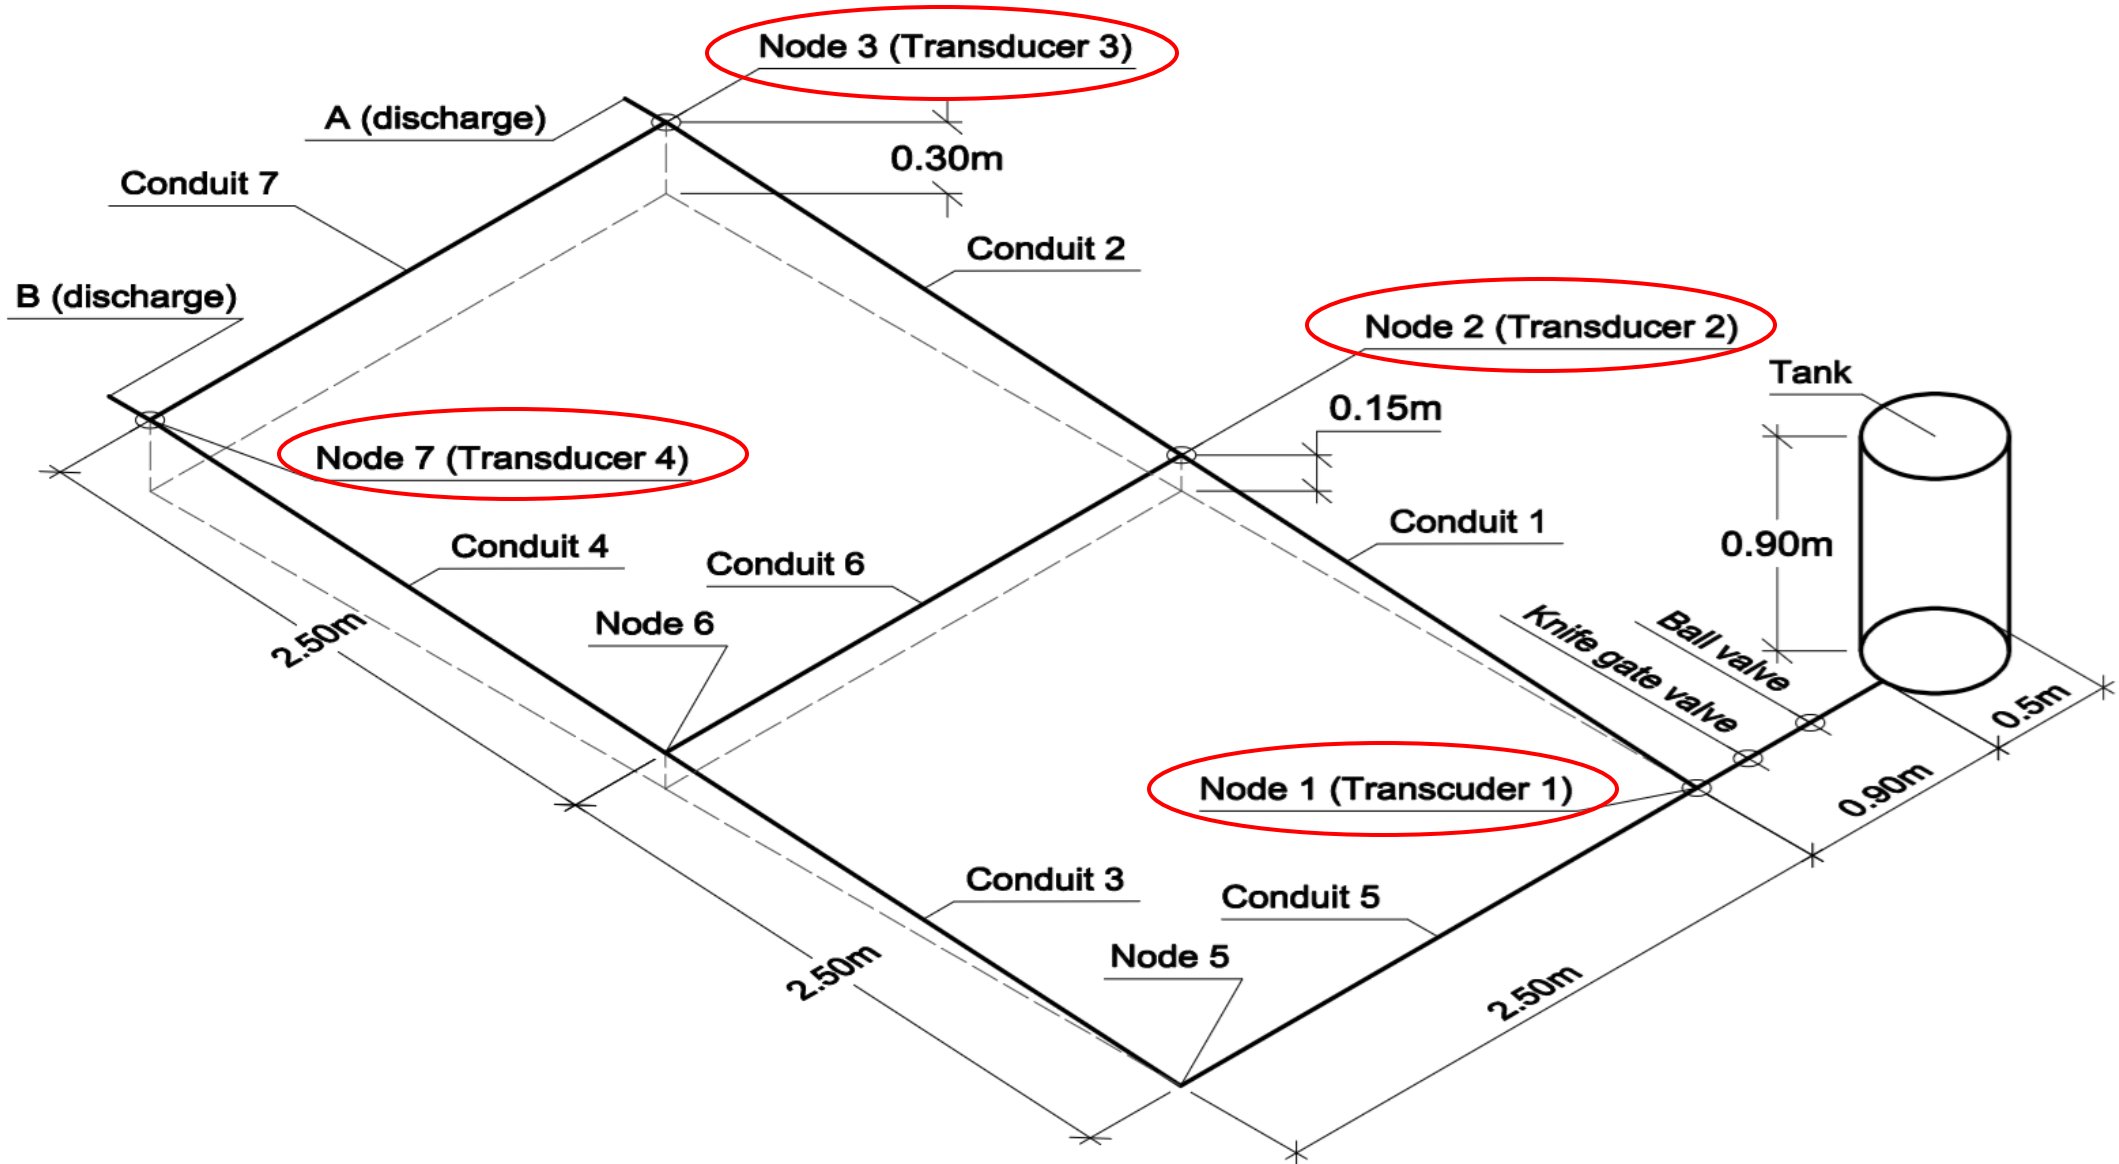 Node 3 (Transducer 3)
A (discharge)
0.30m
Conduit 7
Conduit 2
B (discharge)
Node 2 (Transducer 2)
Tank
0.15m
Node 7 (Transducer 4)
Conduit 1
Conduit 4
0.90m
Conduit 6
Knife gate valve
Ball valve
Node 6
2.50m
0.5m
Node 1 (Transcuder 1)
0.90m
Conduit 3
Conduit 5
Node 5
2.50m
2.50m